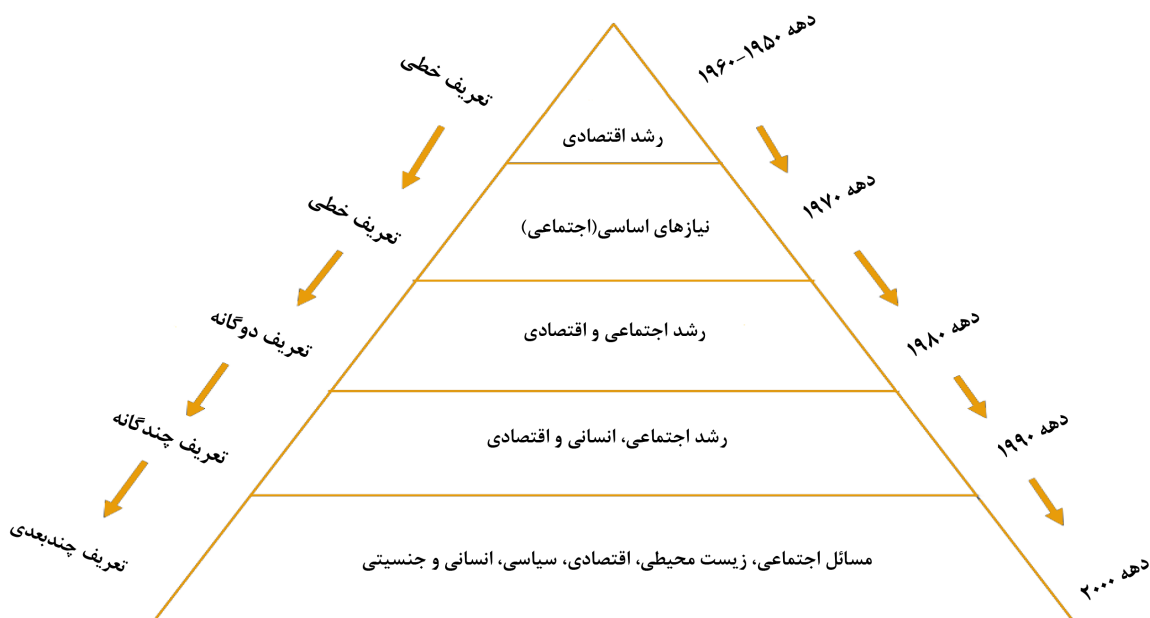 دهه ۱۹۵۰-۱۹۶۰
تعریف خطی
رشد اقتصادی
دهه ۱۹۷۰
تعریف خطی
نیازهای اساسی(اجتماعی)
دهه ۱۹۸۰
تعریف دوگانه
رشد اجتماعی و اقتصادی
دهه ۱۹۹۰
تعریف چندگانه
رشد اجتماعی، انسانی و اقتصادی
دهه ۲۰۰۰
تعریف چندبعدی
مسائل اجتماعی، زیست محیطی، اقتصادی، سیاسی، انسانی و جنسیتی